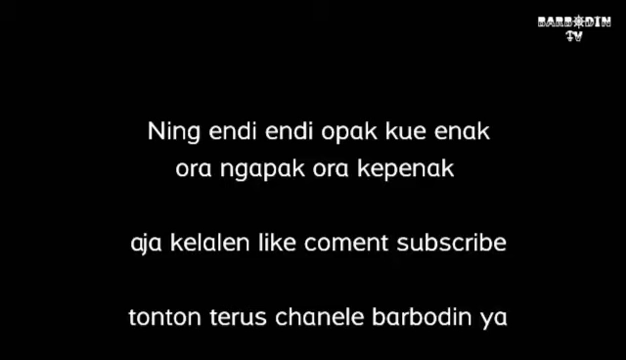 BARBODIN
TV
Ning endi endi opak kue enak
ora ngapak ora kepenak
aja kelalen like coment subscribe
tonton terus chanele barbodin ya